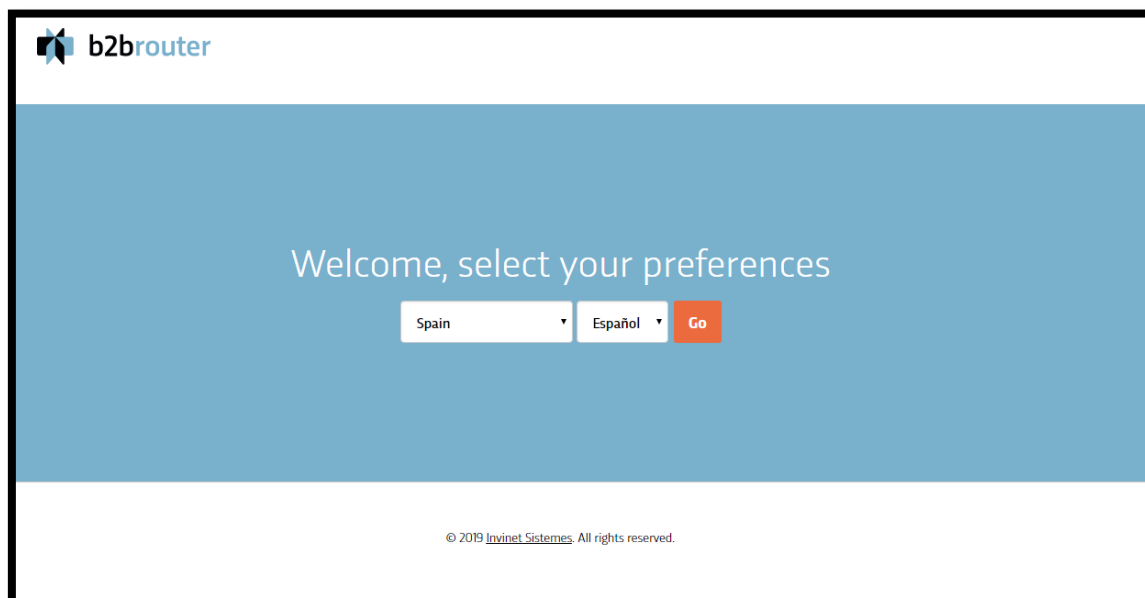 b2brouter
Welcome, select your preferences
Spain Español Go
© 2019 Invinet Sistemes. All rights reserved.